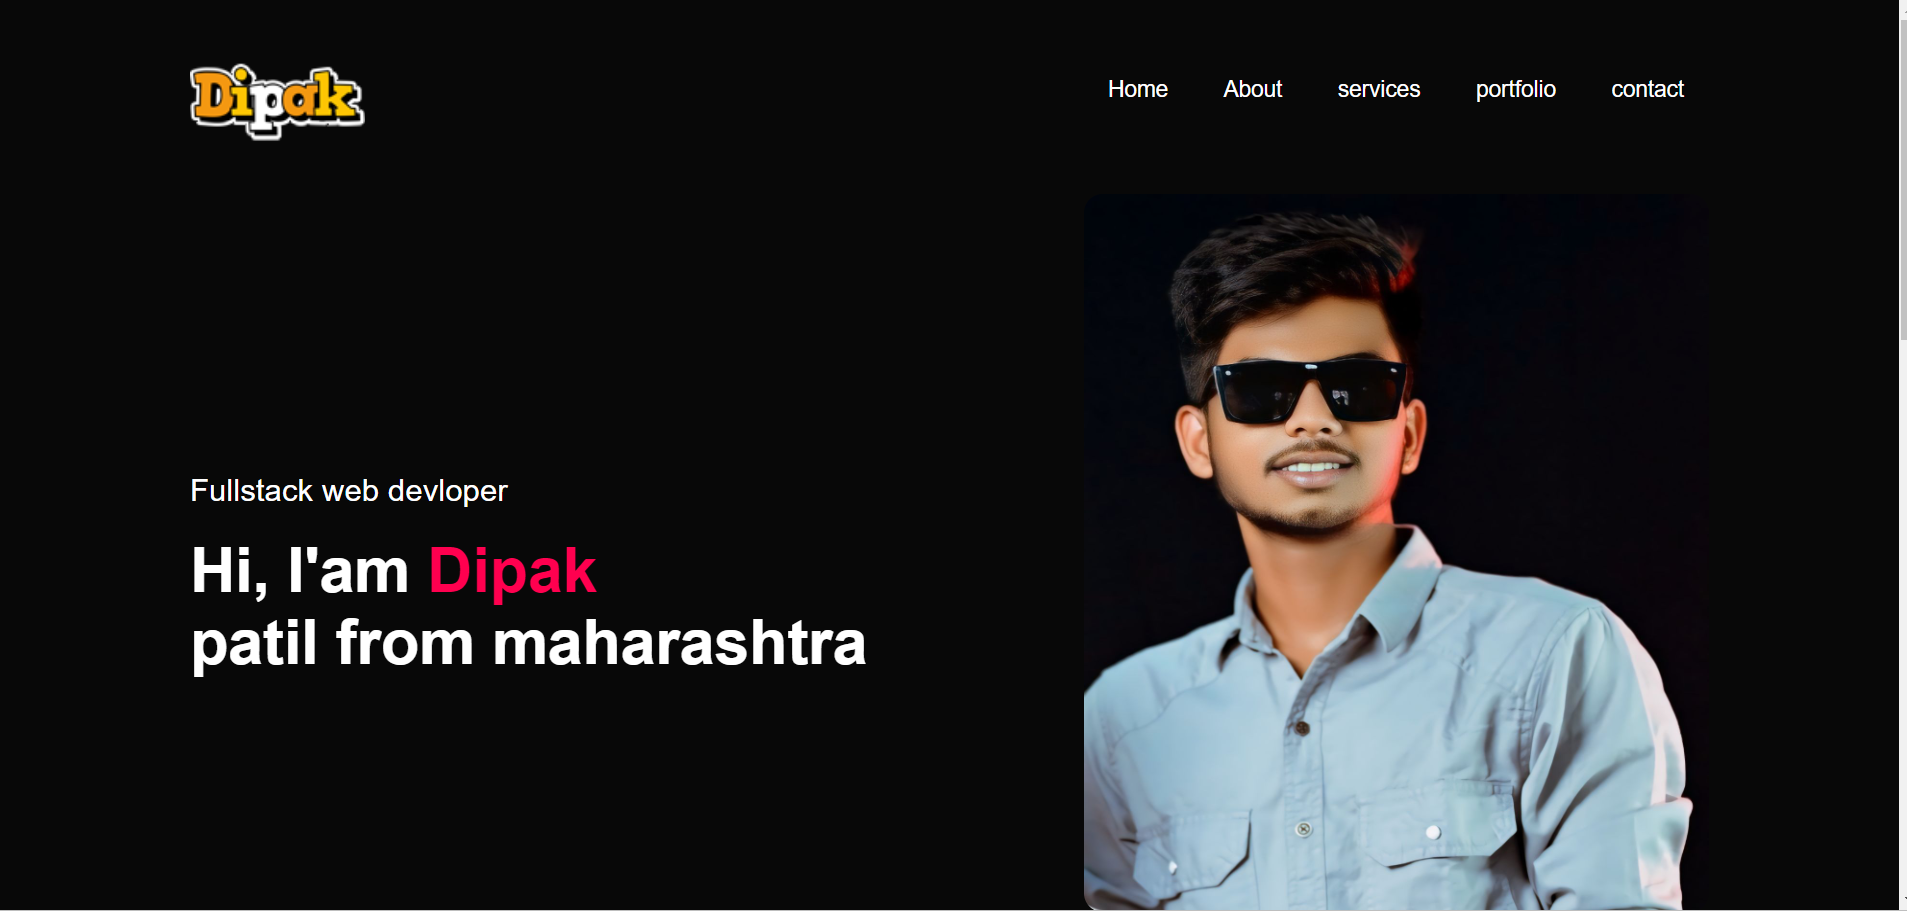 Dipak
Home About services portfolio contact
Fullstack web devloper
Hi, I'am Dipak
patil from maharashtra